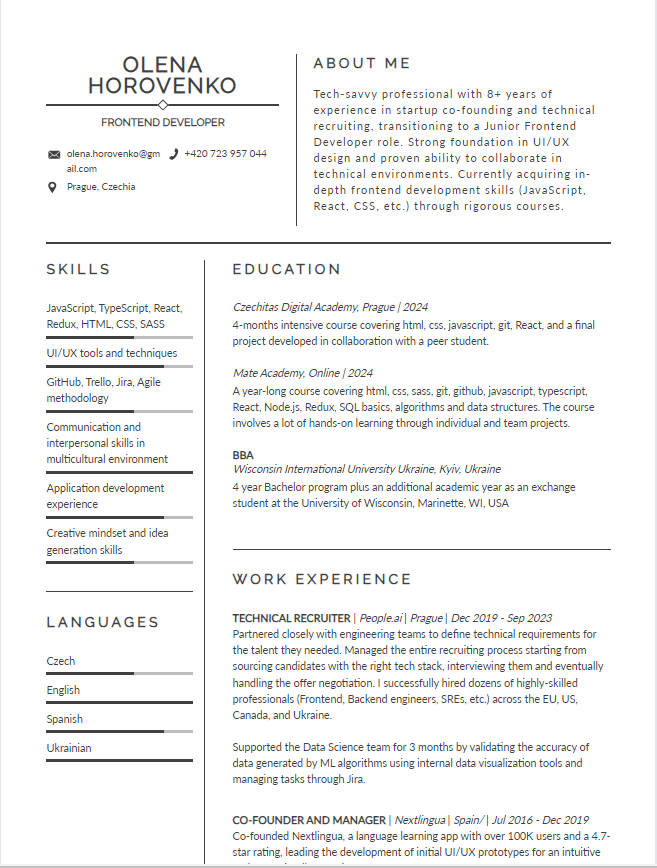 OLENA
HOROVENKO
FRONTEND DEVELOPER
olena.horovenko@gm
ail.com
+420 723 957 044
Prague, Czechia
ABOUT ME
Tech-savvy professional with 8+ years of
experience in startup co-founding and technical
recruiting, transitioning to a Junior Frontend
Developer role. Strong foundation in UI/UX
design and proven ability to collaborate in
technical environments. Currently acquiring in-
depth frontend development skills (JavaScript,
React, CSS, etc.) through rigorous courses.
SKILLS
JavaScript, TypeScript, React,
Redux, HTML, CSS, SASS
UI/UX tools and techniques
GitHub, Trello, Jira, Agile
methodology
Communication and
interpersonal skills in
multicultural environment
Application development
experience
Creative mindset and idea
generation skills
LANGUAGES
Czech
English
Spanish
Ukrainian
EDUCATION
Czechitas Digital Academy, Prague | 2024
4-months intensive course covering html, css, javascript, git, React, and a final
project developed in collaboration with a peer student.
Mate Academy, Online | 2024
A year-long course covering html, css, sass, git, github, javascript, typescript,
React, Node.js, Redux, SQL basics, algorithms and data structures. The course
involves a lot of hands-on learning through individual and team projects.
BBA
Wisconsin International University Ukraine, Kyiv, Ukraine
4 year Bachelor program plus an additional academic year as an exchange
student at the University of Wisconsin, Marinette, WI, USA
WORK EXPERIENCE
TECHNICAL RECRUITER | People.ai | Prague | Dec 2019 - Sep 2023
Partnered closely with engineering teams to define technical requirements for
the talent they needed. Managed the entire recruiting process starting from
sourcing candidates with the right tech stack, interviewing them and eventually
handling the offer negotiation. I successfully hired dozens of highly-skilled
professionals (Frontend, Backend engineers, SREs, etc.) across the EU, US,
Canada, and Ukraine.
Supported the Data Science team for 3 months by validating the accuracy of
data generated by ML algorithms using internal data visualization tools and
managing tasks through Jira.
CO-FOUNDER AND MANAGER | Nextlingua | Spain/ | Jul 2016 - Dec 2019
Co-founded Nextlingua, a language learning app with over 100K users and a 4.7-
star rating, leading the development of initial UI/UX prototypes for an intuitive